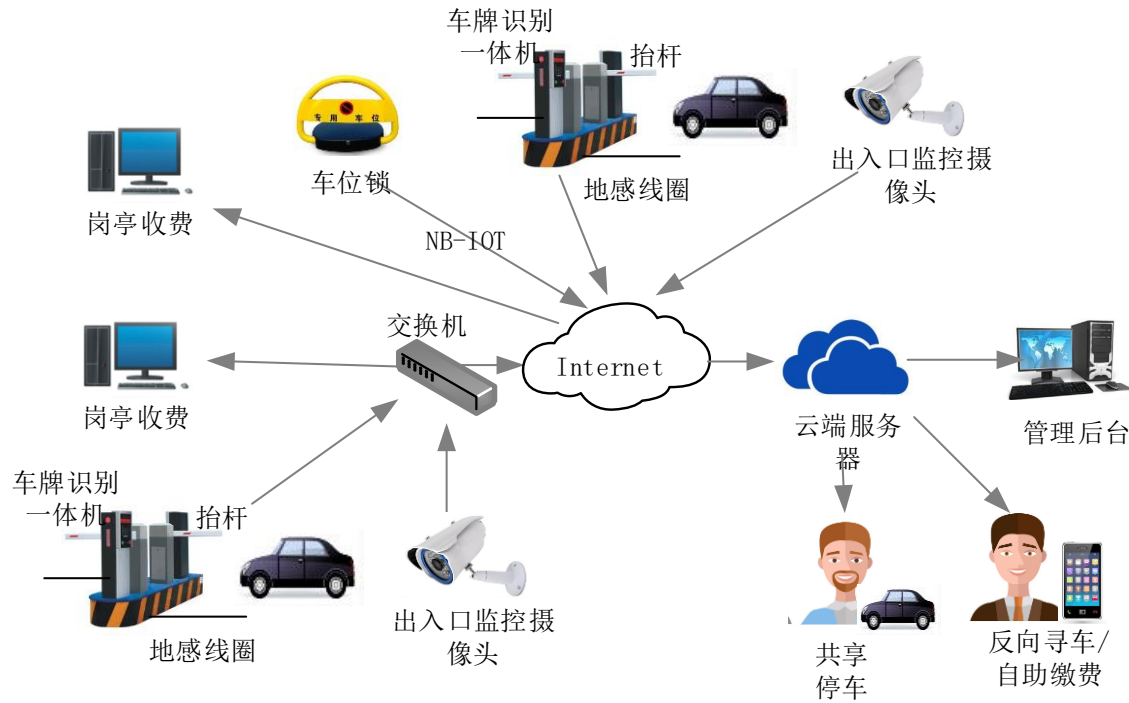 车牌识别
一体机
抬杆
专用车位
车位锁
地感线圈
出入口监控摄
像头
岗亭收费
NB-IOT
交换机
Internet
岗亭收费
云端服务
器
管理后台
车牌识别
一体机
抬杆
地感线圈
出入口监控摄
像头
共享
停车
反向寻车/
自助缴费